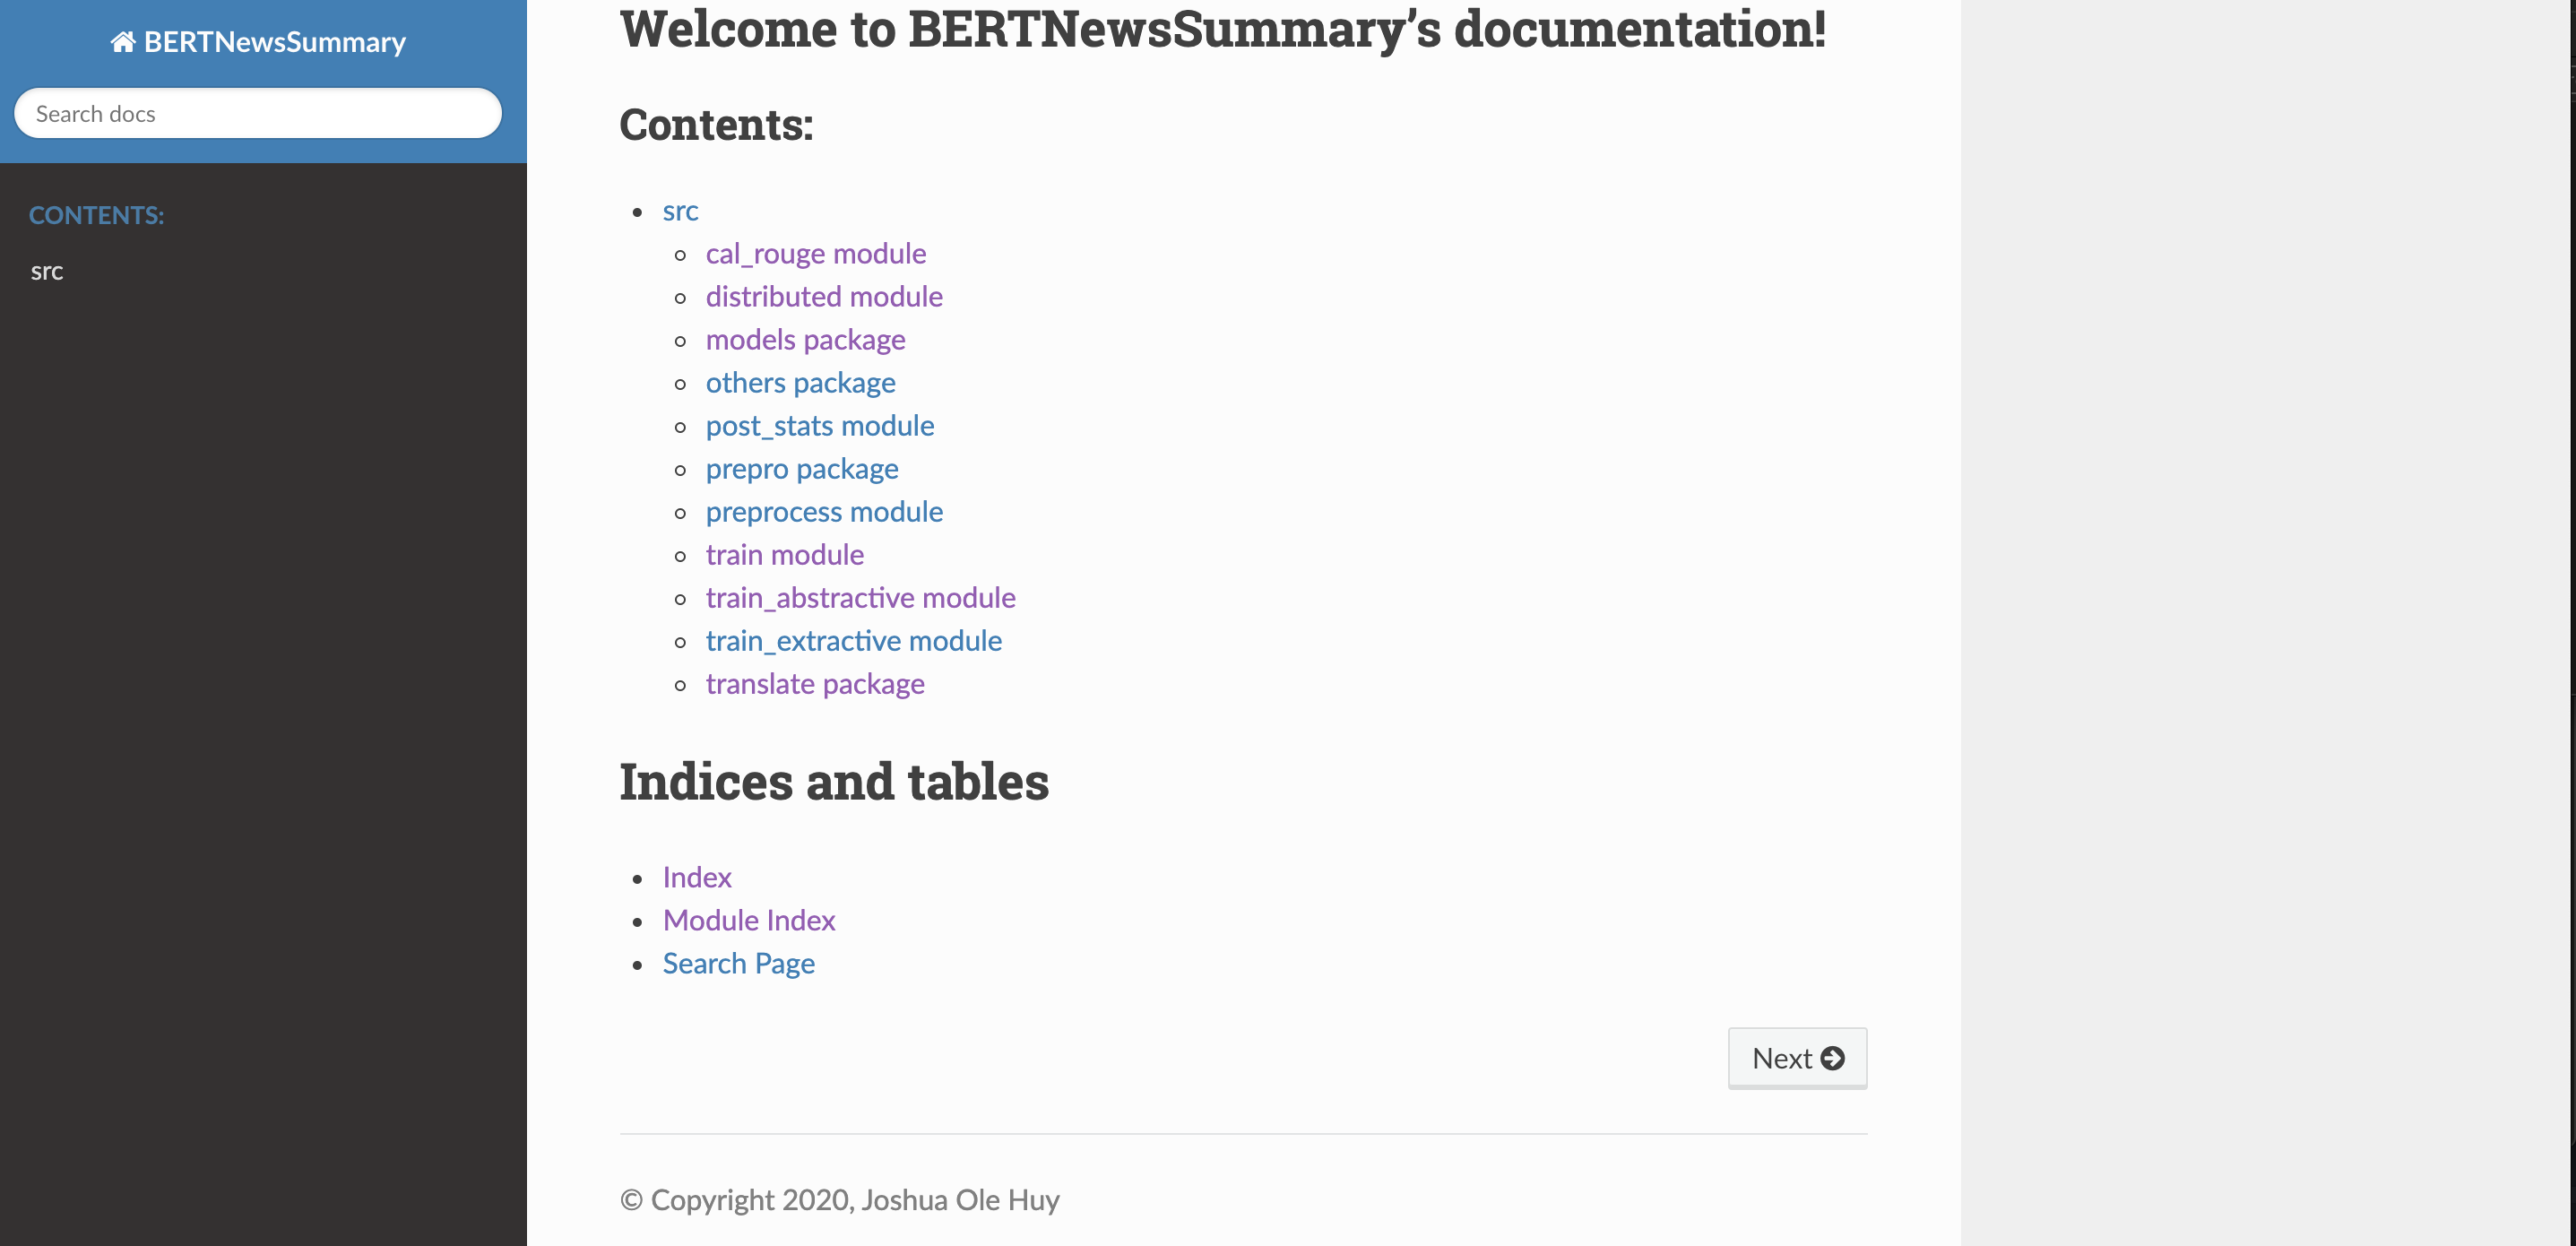 BERTNewsSummary
Search docs
CONTENTS:
src
Welcome to BERTNewsSummary’s documentation!
Contents:
src
cal_rouge module
distributed module
models package
others package
post_stats module
prepro package
preprocess module
train module
train_abstractive module
train_extractive module
translate package
Indices and tables
Index
Module Index
Search Page
Next
© Copyright 2020, Joshua Ole Huy